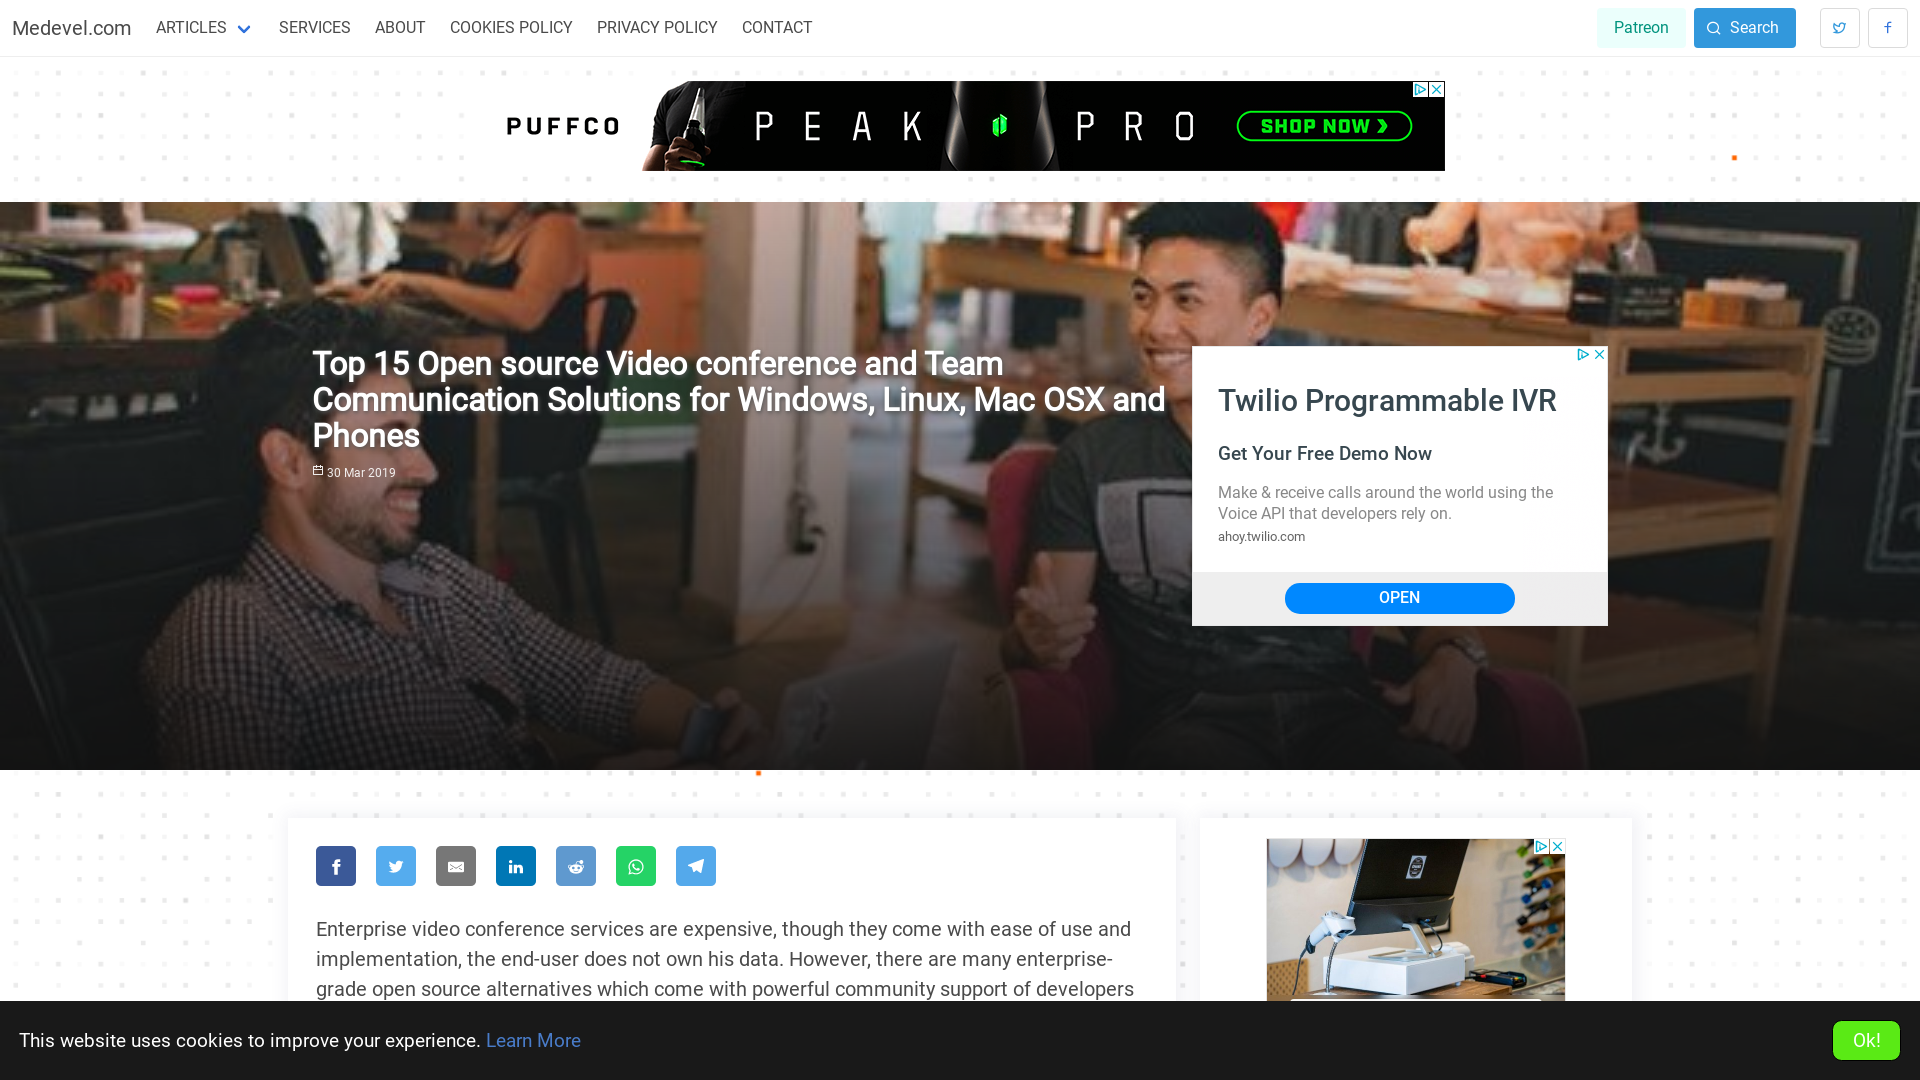 Medevel.com
ARTICLES
SERVICES
ABOUT
COOKIES POLICY
PRIVACY POLICY
CONTACT
Patreon
Search
PUFFCO
PEAK PRO
SHOP NOW
Top 15 Open source Video conference and Team
Communication Solutions for Windows, Linux, Mac OSX and
Phones
30 Mar 2019
Twilio Programmable IVR
Get Your Free Demo Now
Make & receive calls around the world using the
Voice API that developers rely on.
ahoy.twilio.com
OPEN
Enterprise video conference services are expensive, though they come with ease of use and
implementation, the end-user does not own his data. However, there are many enterprise-
grade open source alternatives which come with powerful community support of developers
This website uses cookies to improve your experience. Learn More
Ok!